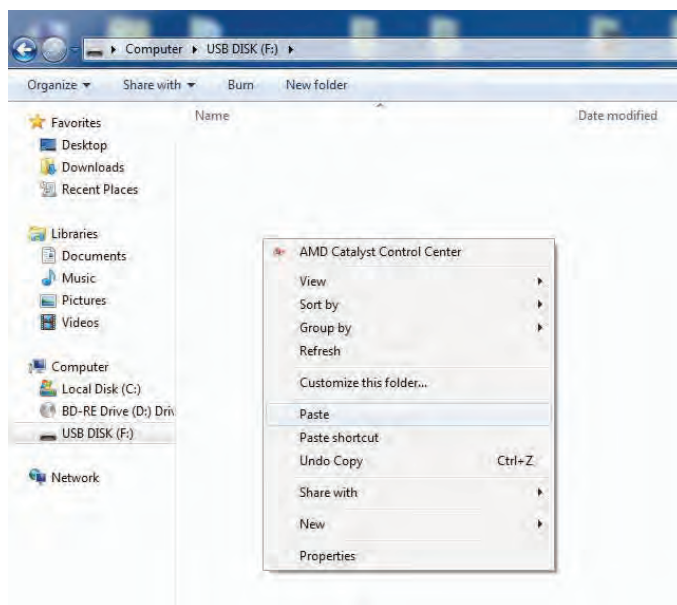 Computer ▸ USB DISK (F:) ▸
Organize ▾ Share with ▾ Burn New folder
Name Date modified
Favorites
Desktop
Downloads
Recent Places
Libraries
Documents
Music
Pictures
Videos
Computer
Local Disk (C:)
BD-RE Drive (D:) Driv
USB DISK (F:)
Network
AMD Catalyst Control Center
View
Sort by
Group by
Refresh
Customize this folder...
Paste
Paste shortcut
Undo Copy Ctrl+Z
Share with
New
Properties